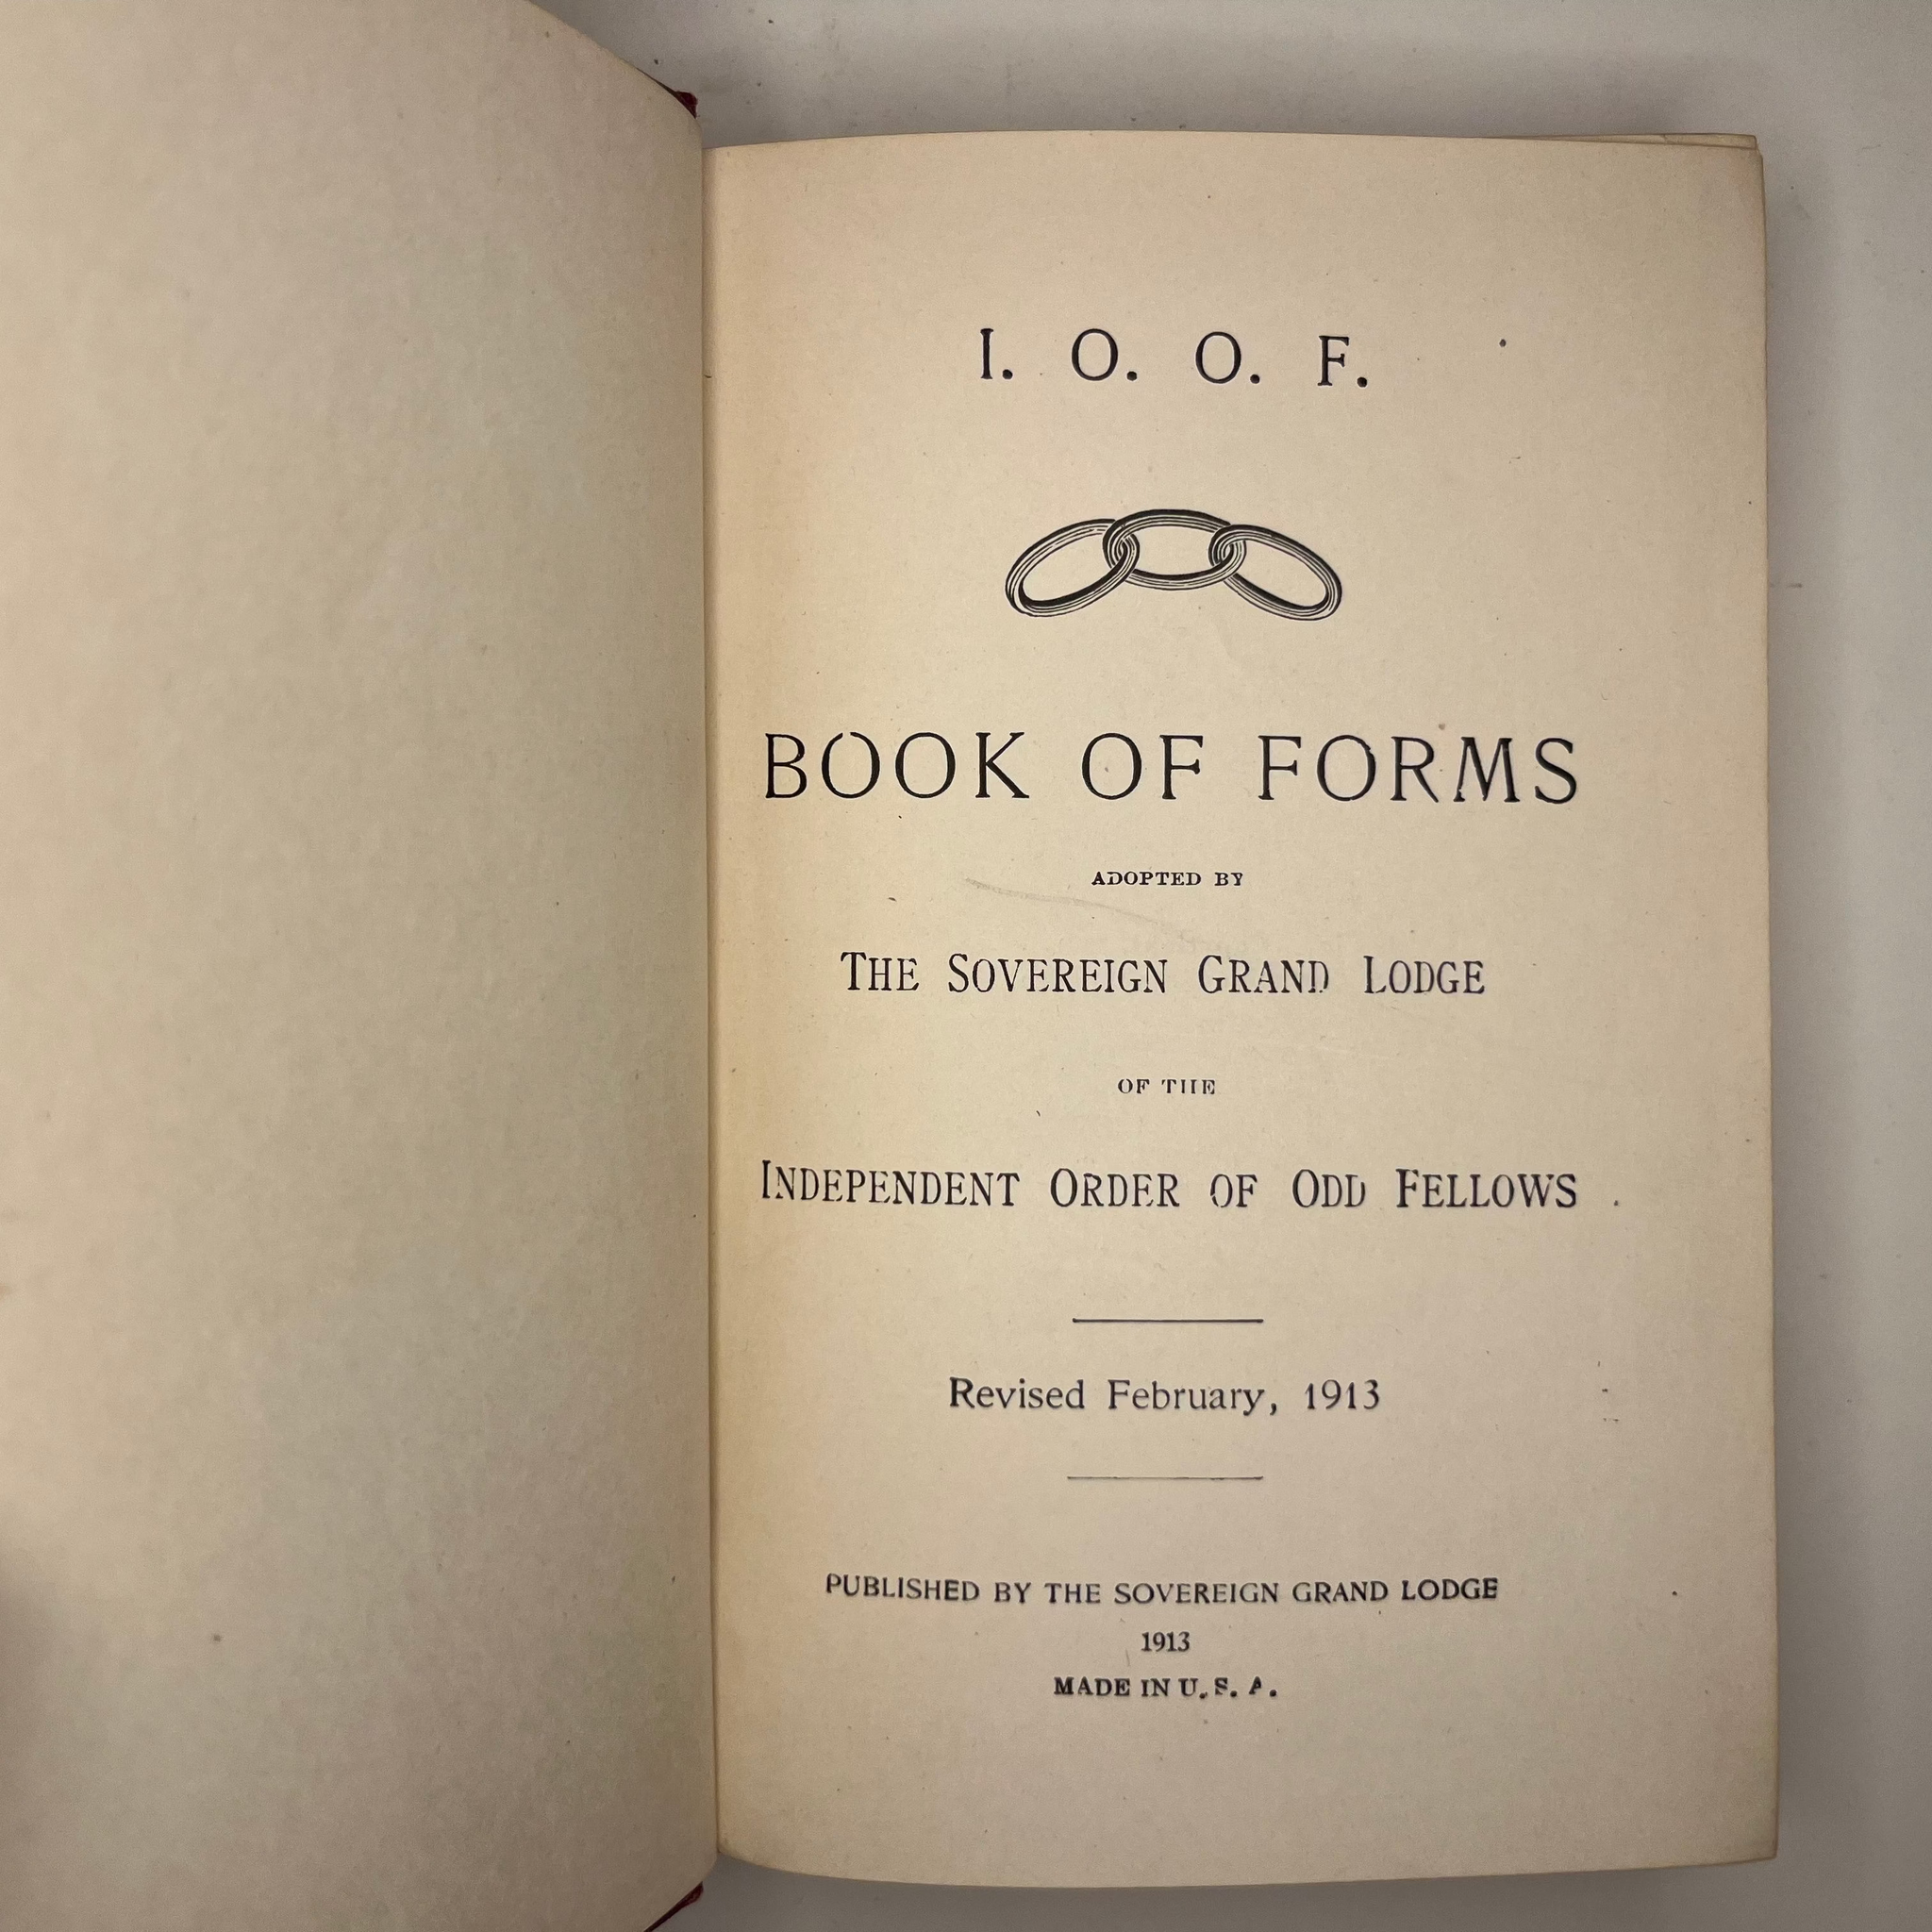 I. O. O. F.
BOOK OF FORMS
ADOPTED BY
THE SOVEREIGN GRAND LODGE
OF THE
INDEPENDENT ORDER OF ODD FELLOWS
Revised February, 1913
PUBLISHED BY THE SOVEREIGN GRAND LODGE
1913
MADE IN U. S. A.